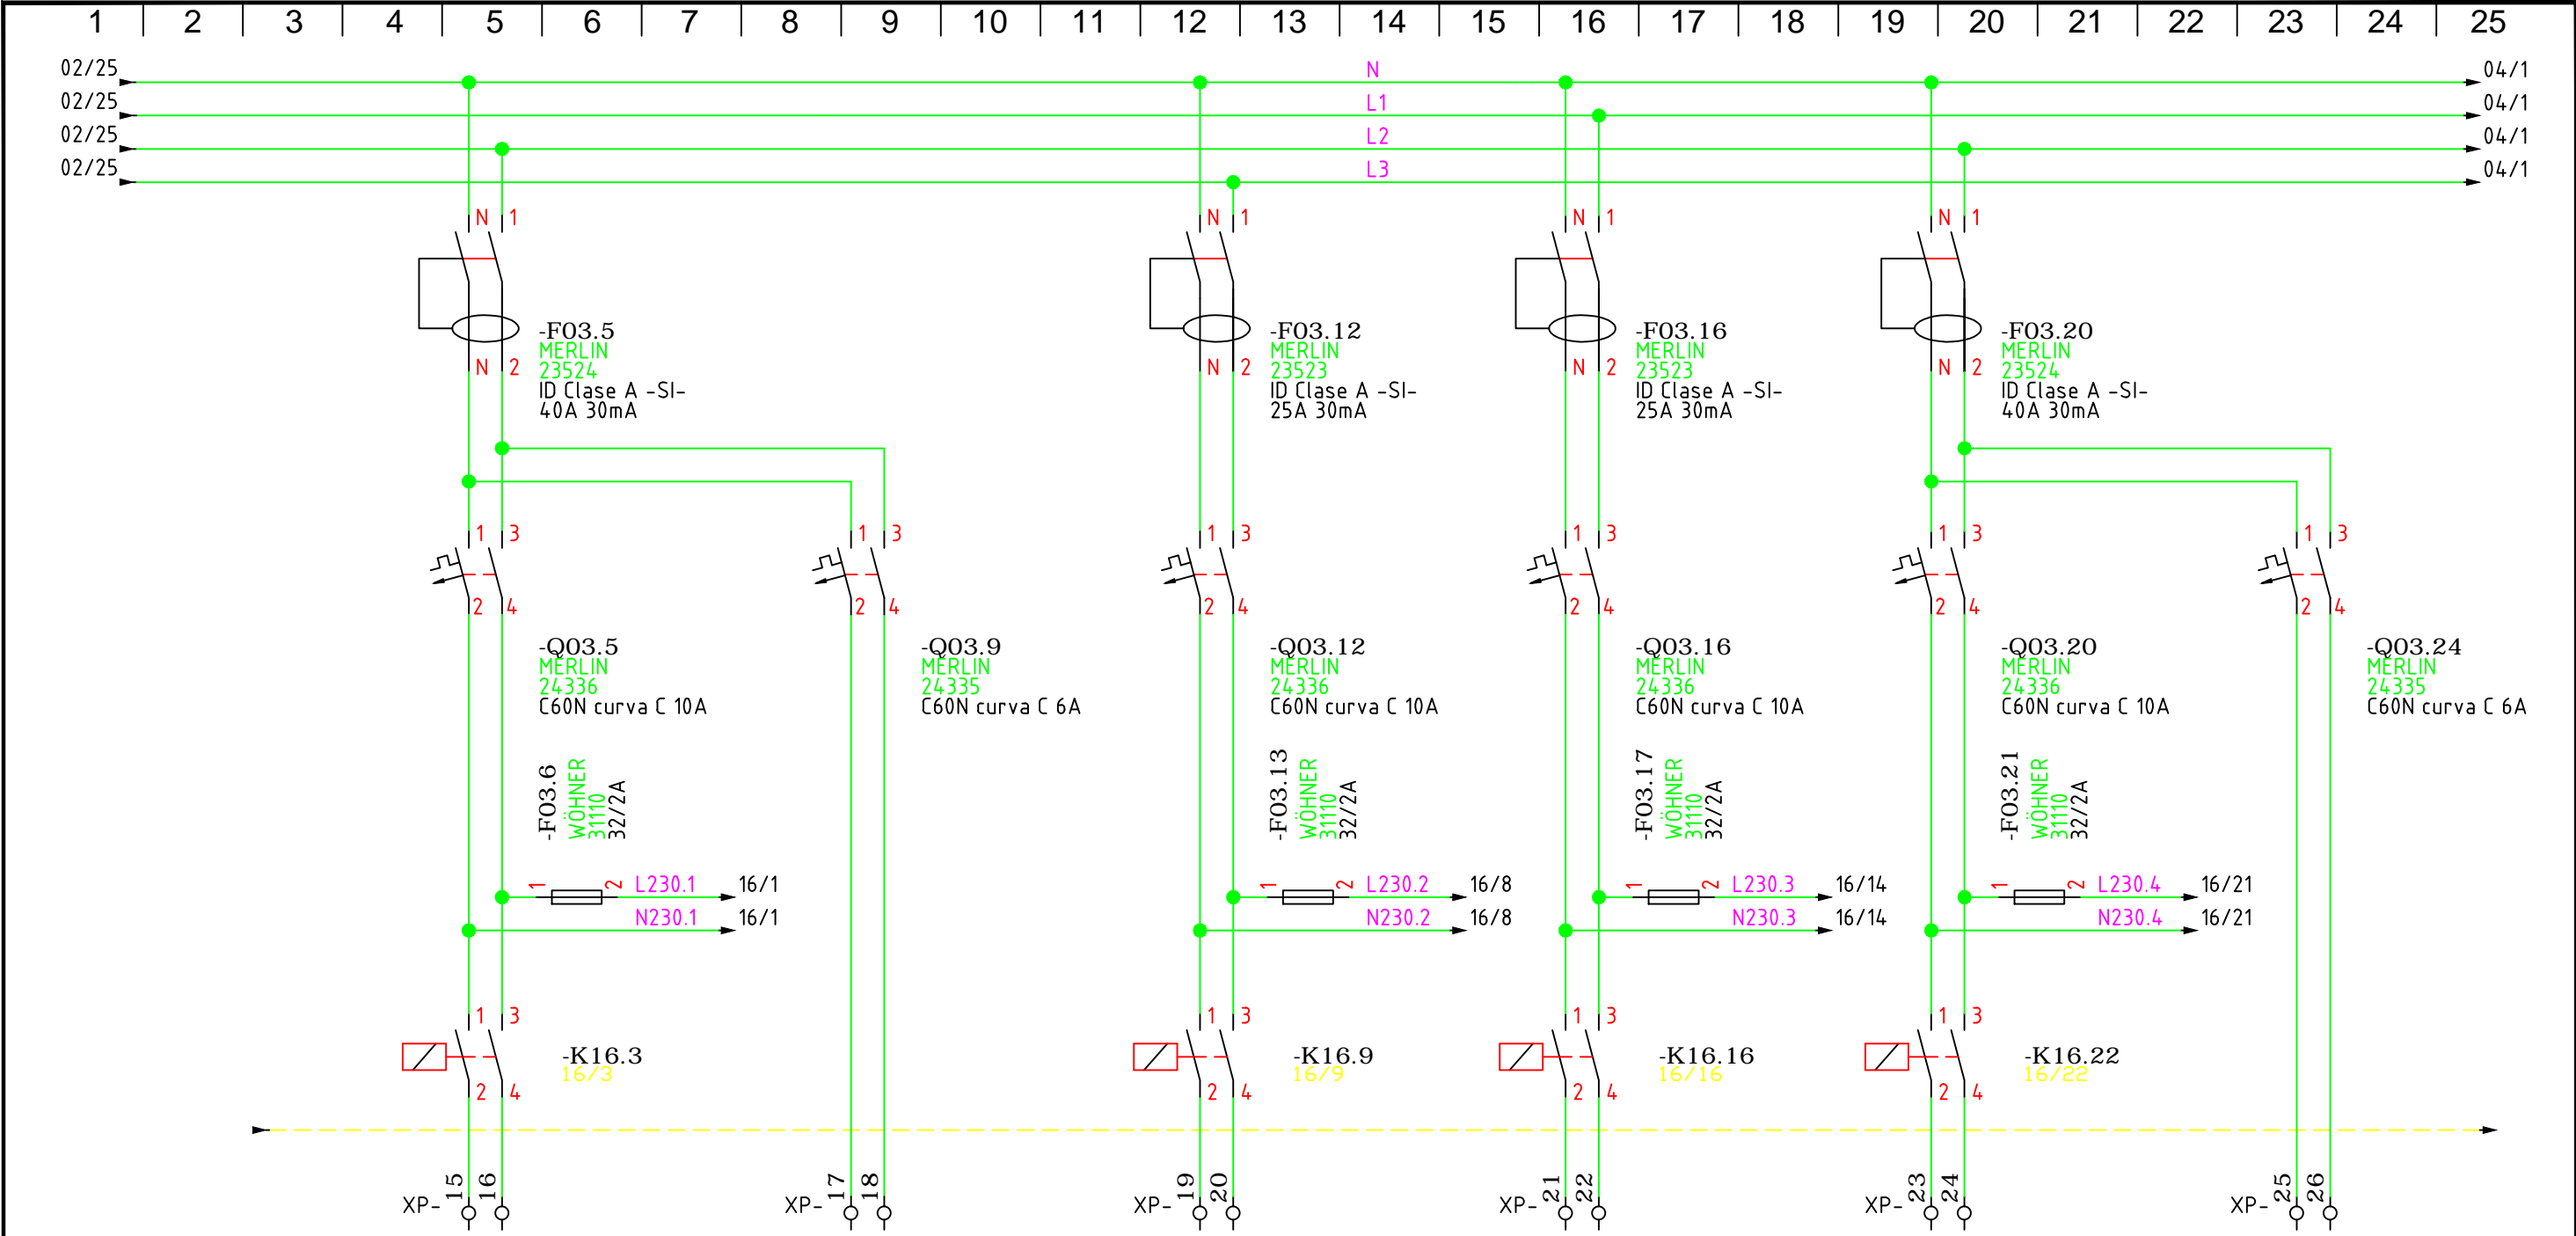 1 2 3 4 5 6 7 8 9 10 11 12 13 14 15 16 17 18 19 20 21 22 23 24 25
02/25 N 04/1
02/25 L1 04/1
02/25 L2 04/1
02/25 L3 04/1
N 1 N 1 N 1 N 1
-F03.5
MERLIN
23524
ID Clase A -SI-
40A 30mA
N 2
-F03.12
MERLIN
23523
ID Clase A -SI-
25A 30mA
N 2
-F03.16
MERLIN
23523
ID Clase A -SI-
25A 30mA
N 2
-F03.20
MERLIN
23524
ID Clase A -SI-
40A 30mA
N 2
1 3 1 3 1 3 1 3 1 3 1 3
2 4 2 4 2 4 2 4 2 4 2 4
-Q03.5
MERLIN
24336
C60N curva C 10A
-Q03.9
MERLIN
24335
C60N curva C 6A
-Q03.12
MERLIN
24336
C60N curva C 10A
-Q03.16
MERLIN
24336
C60N curva C 10A
-Q03.20
MERLIN
24336
C60N curva C 10A
-Q03.24
MERLIN
24335
C60N curva C 6A
-F03.6
WÖHNER
31110
32/2A
-F03.13
WÖHNER
31110
32/2A
-F03.17
WÖHNER
31110
32/2A
-F03.21
WÖHNER
31110
32/2A
1 2 L230.1 16/1
N230.1 16/1
1 2 L230.2 16/8
N230.2 16/8
1 2 L230.3 16/14
N230.3 16/14
1 2 L230.4 16/21
N230.4 16/21
1 3 1 3 1 3 1 3
-K16.3
16/3
-K16.9
16/9
-K16.16
16/16
-K16.22
16/22
2 4 2 4 2 4 2 4
XP- 15 16 XP- 17 18 XP- 19 20 XP- 21 22 XP- 23 24 XP- 25 26